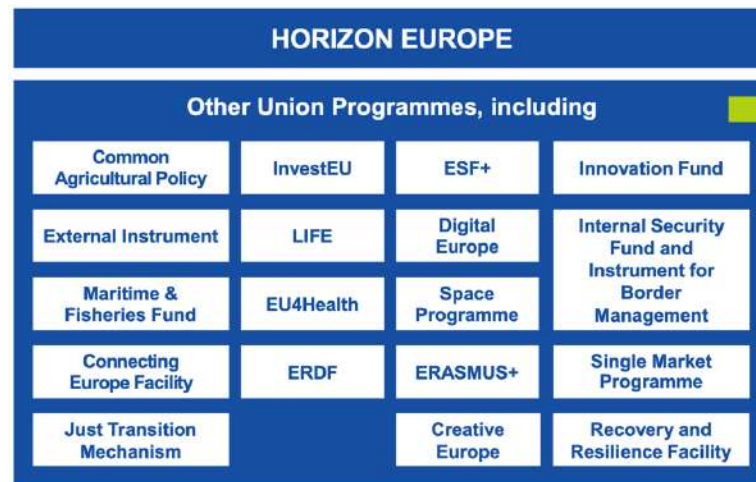 HORIZON EUROPE
Other Union Programmes, including
Common
Agricultural Policy
InvestEU
ESF+
Innovation Fund
External Instrument
LIFE
Digital
Europe
Internal Security
Fund and
Instrument for
Border
Management
Maritime &
Fisheries Fund
EU4Health
Space
Programme
Connecting
Europe Facility
ERDF
ERASMUS+
Single Market
Programme
Just Transition
Mechanism
Creative
Europe
Recovery and
Resilience Facility